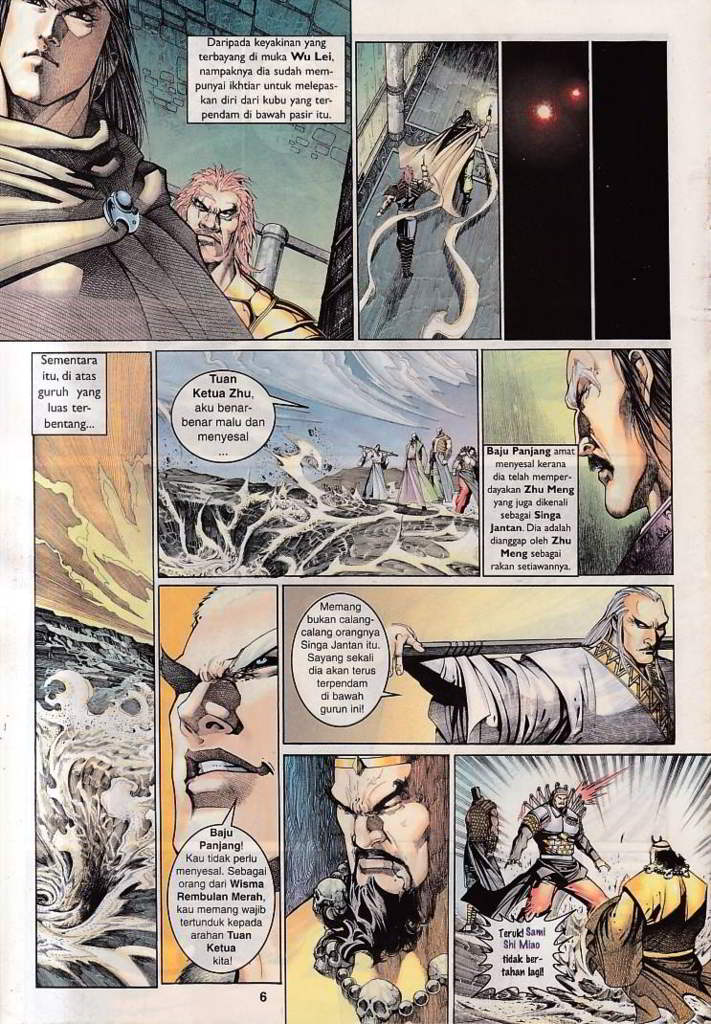 Daripada keyakinan yang
terbayang di muka Wu Lei,
nampaknya dia sudah mem-
punyai ikhtiar untuk melepas-
kan diri dari kubu yang ter-
pendam di bawah pasir itu.
Sementara
itu, di atas
guruh yang
luas ter-
bentang...
Tuan
Ketua Zhu,
aku benar-
benar malu dan
menyesal
...
Baju Panjang amat
menyesal kerana
dia telah memper-
dayakan Zhu Meng
yang juga dikenali
sebagai Singa
Jantan. Dia adalah
dianggap oleh Zhu
Meng sebagai
rakan setiawannya.
Memang
bukan calang-
calang orangnya
Singa Jantan itu.
Sayang sekali
dia akan terus
terpendam
di bawah
gurun ini!
Baju
Panjang!
Kau tidak perlu
menyesal. Sebagai
orang dari Wisma
Rembulan Merah,
kau memang wajib
tertunduk kepada
arahan Tuan
Ketua
kita!
Teruk! Sami
Shi Miao
tidak ber-
tahan lagi!
6